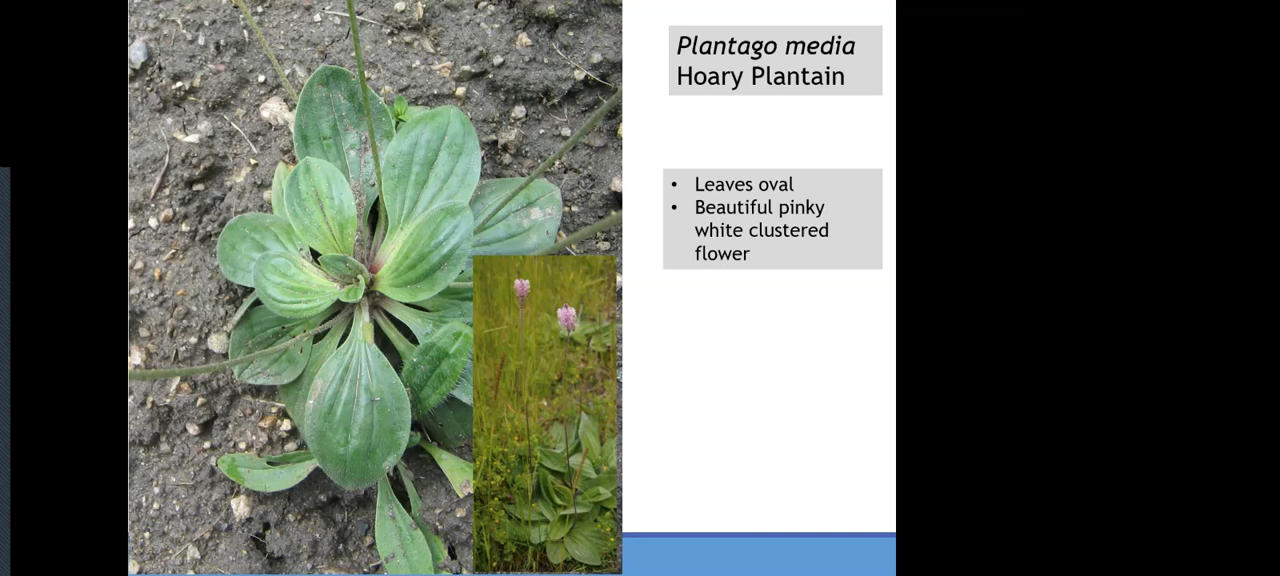 Plantago media
Hoary Plantain
• Leaves oval
• Beautiful pinky
white clustered
flower